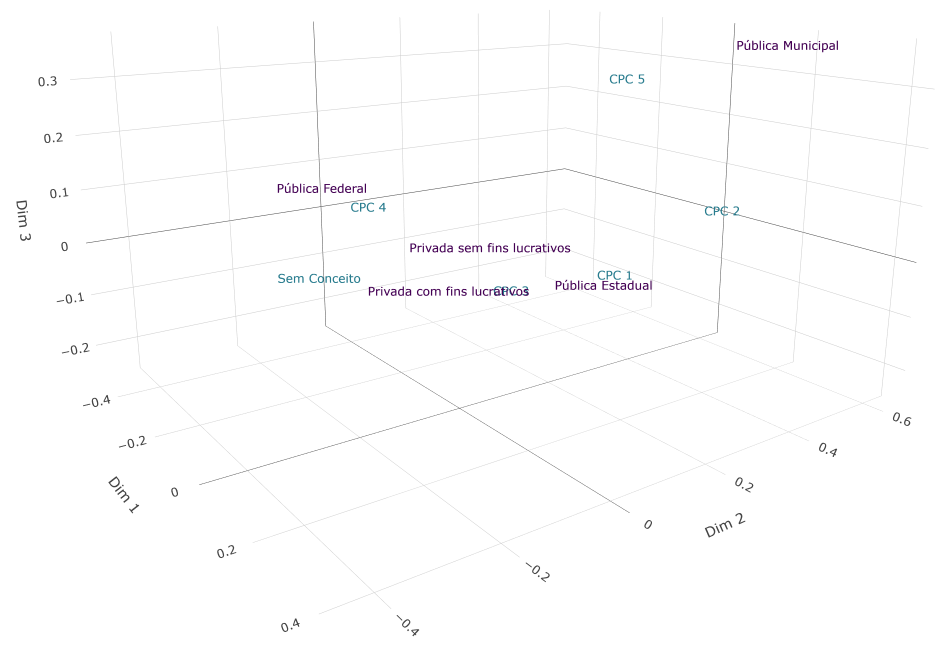 Pública Municipal
CPC 5
0.3
0.2
Pública Federal
0.1
CPC 4
CPC 2
Dim 3
0
Privada sem fins lucrativos
Sem Conceito
CPC 1
Pública Estadual
Privada com fins lucrativos
CPC 3
−0.1
−0.2
−0.4
−0.2
0
0.2
0.4
Dim 1
0.6
0.4
0.2
0
−0.2
−0.4
Dim 2